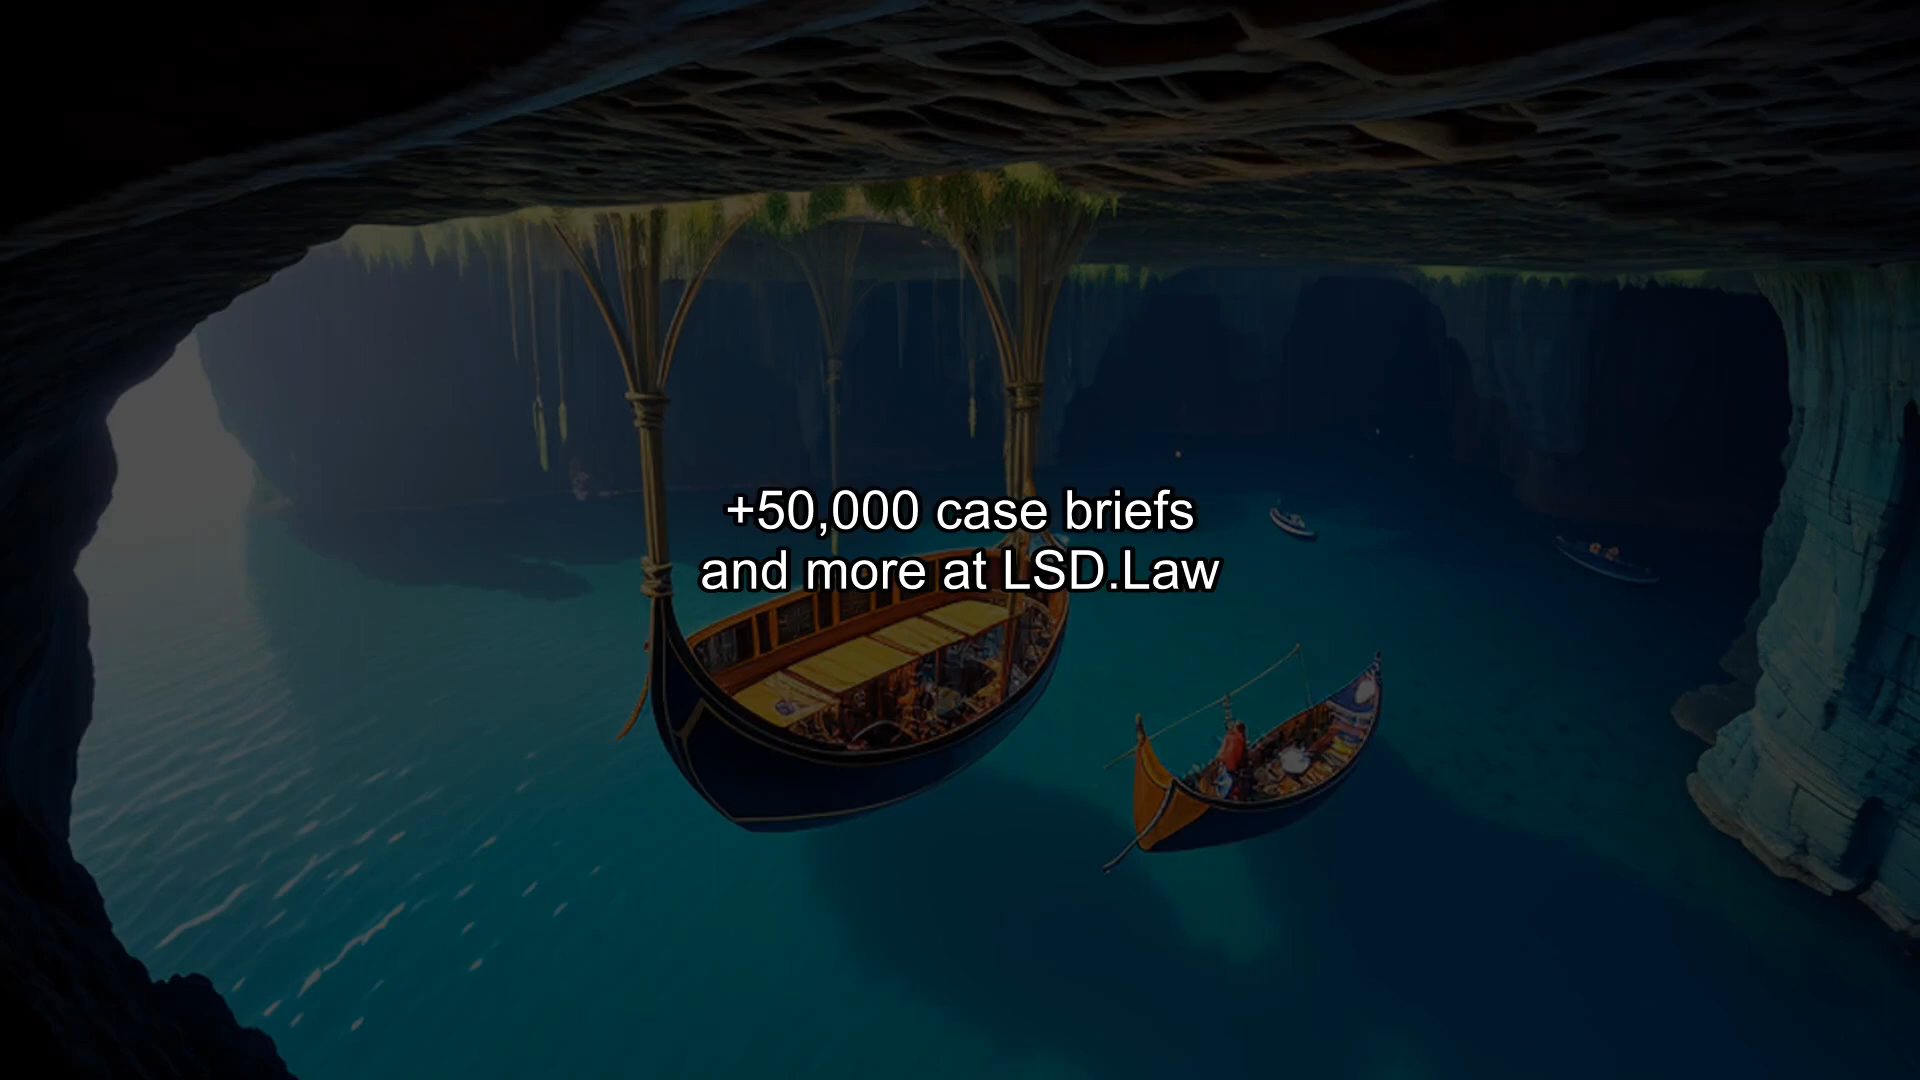 +50,000 case briefs
and more at LSD.Law